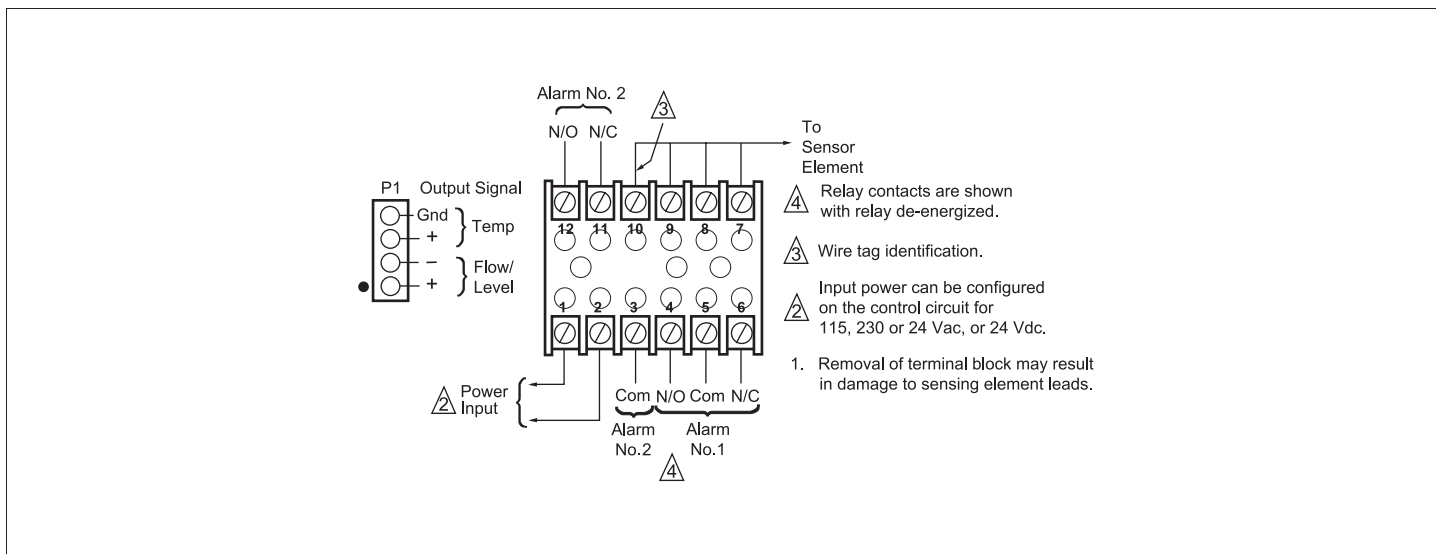 Alarm No. 2
3
N/O N/C
To
Sensor
Element
P1 Output Signal
Gnd
+
Temp
–
+
Flow/
Level
12 11 10 9 8 7
1 2 3 4 5 6
2 Power
Input
Com N/O Com N/C
Alarm
No.2
Alarm
No.1
4
4 Relay contacts are shown
with relay de-energized.
3 Wire tag identification.
2 Input power can be configured
on the control circuit for
115, 230 or 24 Vac, or 24 Vdc.
1. Removal of terminal block may result
in damage to sensing element leads.